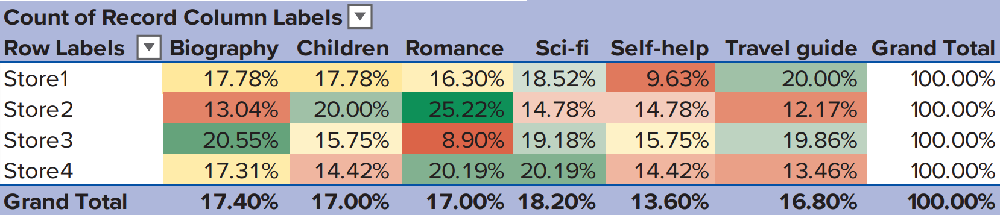 Count of Record Column Labels
Row Labels Biography Children Romance Sci-fi Self-help Travel guide Grand Total
Store1 17.78% 17.78% 16.30% 18.52% 9.63% 20.00% 100.00%
Store2 13.04% 20.00% 25.22% 14.78% 14.78% 12.17% 100.00%
Store3 20.55% 15.75% 8.90% 19.18% 15.75% 19.86% 100.00%
Store4 17.31% 14.42% 20.19% 20.19% 14.42% 13.46% 100.00%
Grand Total 17.40% 17.00% 17.00% 18.20% 13.60% 16.80% 100.00%